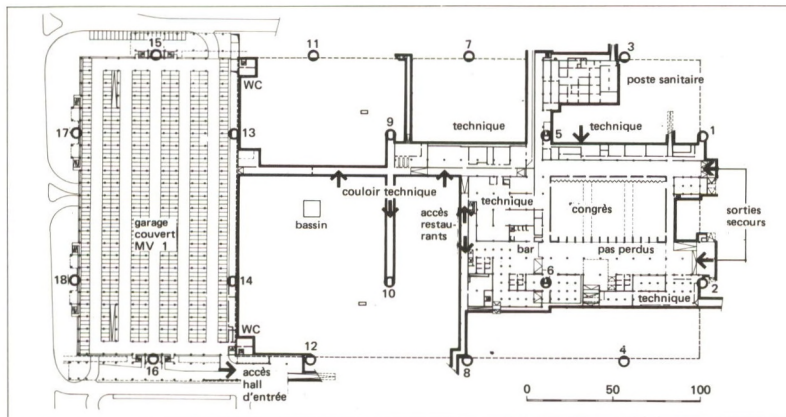 15
11
7
3
WC
poste sanitaire
17
13
9
technique
5
technique
1
couloir technique
garage
couvert
MV 1
bassin
accès
restau-
rants
technique
congrès
sorties
secours
bar
pas perdus
18
14
10
6
2
technique
WC
16
12
8
4
accès
hall
d'entrée
0 50 100